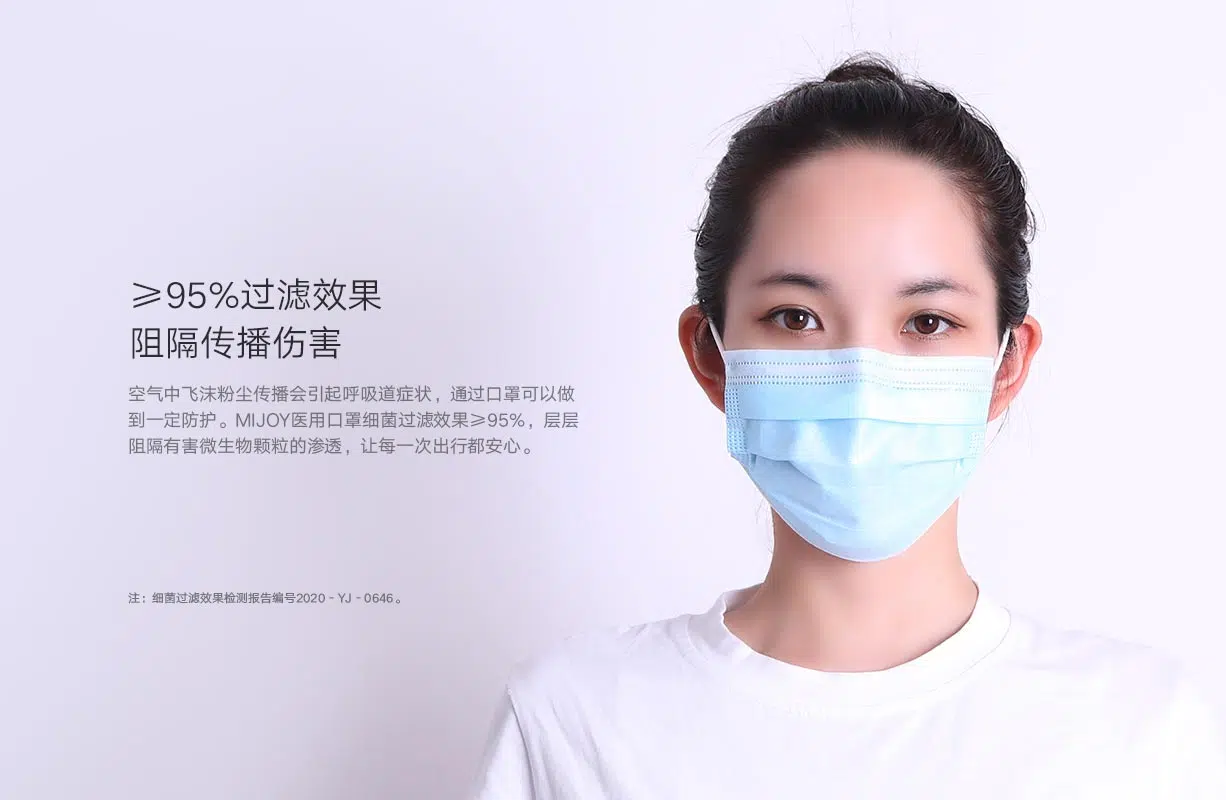 ≥95%过滤效果
阻隔传播伤害
空气中飞沫粉尘传播会引起呼吸道症状，通过口罩可以做
到一定防护。MIJOY医用口罩细菌过滤效果≥95%，层层
阻隔有害微生物颗粒的渗透，让每一次出行都安心。
注：细菌过滤效果检测报告编号2020-YJ-0646。